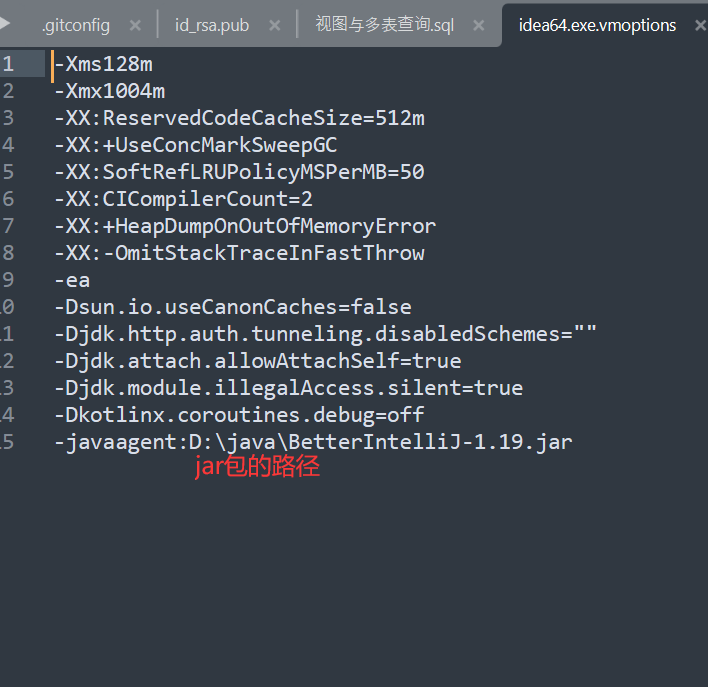 .gitconfig × id_rsa.pub × 视图与多表查询.sql × idea64.exe.vmoptions ×
1 -Xms128m
2 -Xmx1004m
3 -XX:ReservedCodeCacheSize=512m
4 -XX:+UseConcMarkSweepGC
5 -XX:SoftRefLRUPolicyMSPerMB=50
6 -XX:CICompilerCount=2
7 -XX:+HeapDumpOnOutOfMemoryError
8 -XX:-OmitStackTraceInFastThrow
9 -ea
10 -Dsun.io.useCanonCaches=false
11 -Djdk.http.auth.tunneling.disabledSchemes=""
12 -Djdk.attach.allowAttachSelf=true
13 -Djdk.module.illegalAccess.silent=true
14 -Dkotlinx.coroutines.debug=off
15 -javaagent:D:\java\BetterIntelliJ-1.19.jar
jar包的路径